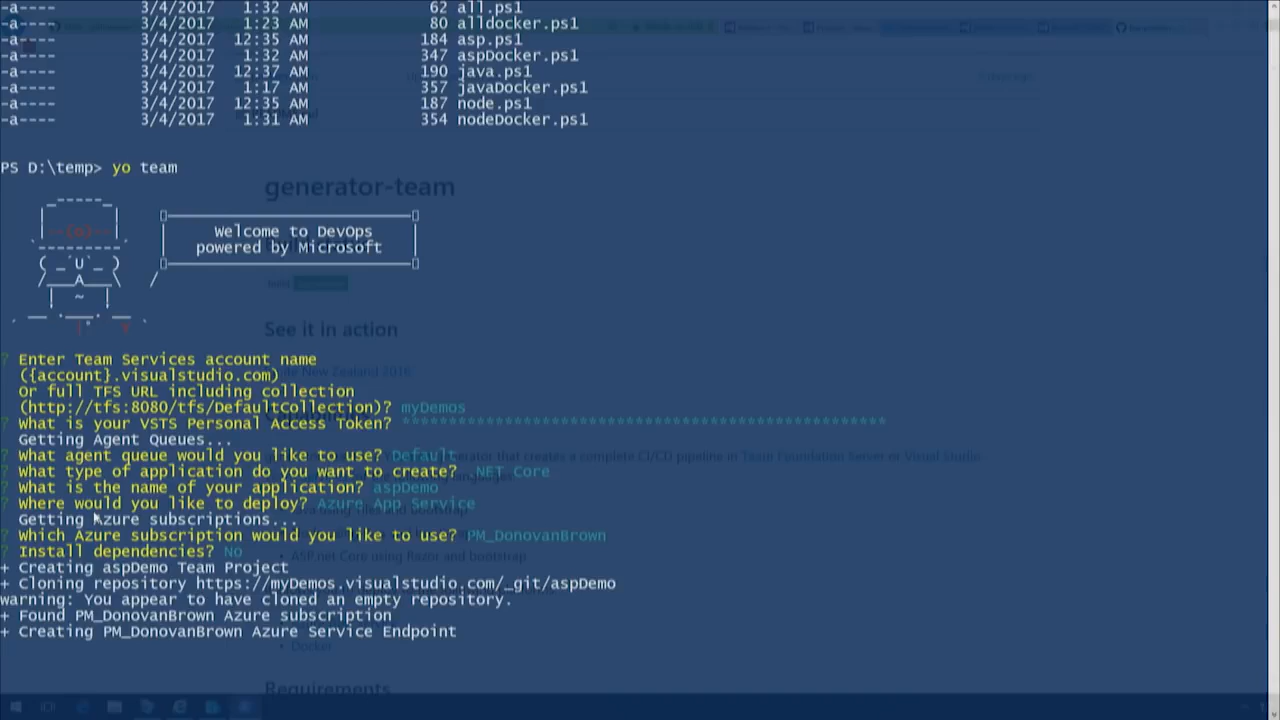 -a---- 3/4/2017 1:32 AM 62 all.ps1
-a---- 3/4/2017 1:23 AM 80 alldocker.ps1
-a---- 3/4/2017 12:35 AM 184 asp.ps1
-a---- 3/4/2017 1:32 AM 347 aspDocker.ps1
-a---- 3/4/2017 12:37 AM 190 java.ps1
-a---- 3/4/2017 1:17 AM 357 javaDocker.ps1
-a---- 3/4/2017 12:35 AM 187 node.ps1
-a---- 3/4/2017 1:31 AM 354 nodeDocker.ps1
PS D:\temp> yo team
generator-team
Welcome to DevOps
powered by Microsoft
See it in action
? Enter Team Services account name
({account}.visualstudio.com)
Or full TFS URL including collection
(http://tfs:8080/tfs/DefaultCollection)? myDemos
? What is your VSTS Personal Access Token? ****************************************************
Getting Agent Queues...
? What agent queue would you like to use? Default
? What type of application do you want to create? .NET Core
? What is the name of your application? aspDemo
? Where would you like to deploy? Azure App Service
Getting Azure subscriptions...
? Which Azure subscription would you like to use? PM_DonovanBrown
? Install dependencies? No
ASP.net Core using Razor and bootstrap
+ Creating aspDemo Team Project
+ Cloning repository https://myDemos.visualstudio.com/_git/aspDemo
warning: You appear to have cloned an empty repository.
+ Found PM_DonovanBrown Azure subscription
+ Creating PM_DonovanBrown Azure Service Endpoint
Docker
Requirements